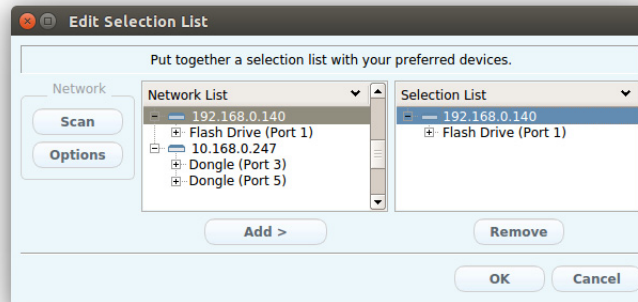 Edit Selection List
Put together a selection list with your preferred devices.
Network
Scan
Options
Network List
192.168.0.140
Flash Drive (Port 1)
10.168.0.247
Dongle (Port 3)
Dongle (Port 5)
Add >
Selection List
192.168.0.140
Flash Drive (Port 1)
Remove
OK
Cancel